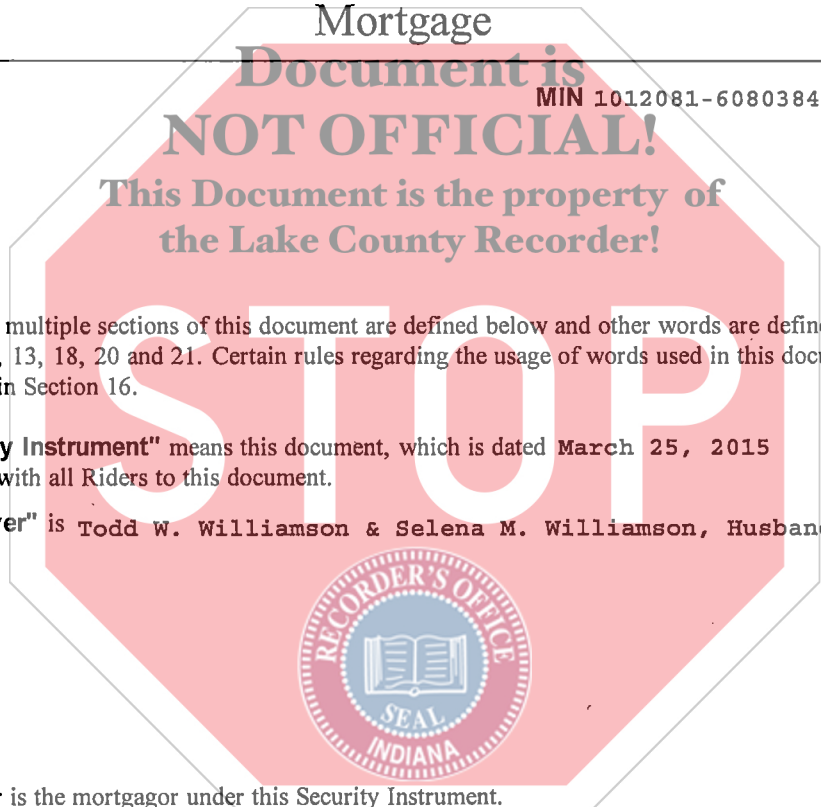 Mortgage
Document is
MIN 1012081-6080384
NOT OFFICIAL!
This Document is the property of
the Lake County Recorder!
multiple sections of this document are defined below and other words are define
, 13, 18, 20 and 21. Certain rules regarding the usage of words used in this docu
in Section 16.
STOP
y Instrument" means this document, which is dated March 25, 2015
with all Riders to this document.
er" is Todd W. Williamson & Selena M. Williamson, Husban
RECORDER'S OFFICE
SEAL
INDIANA
is the mortgagor under this Security Instrument.